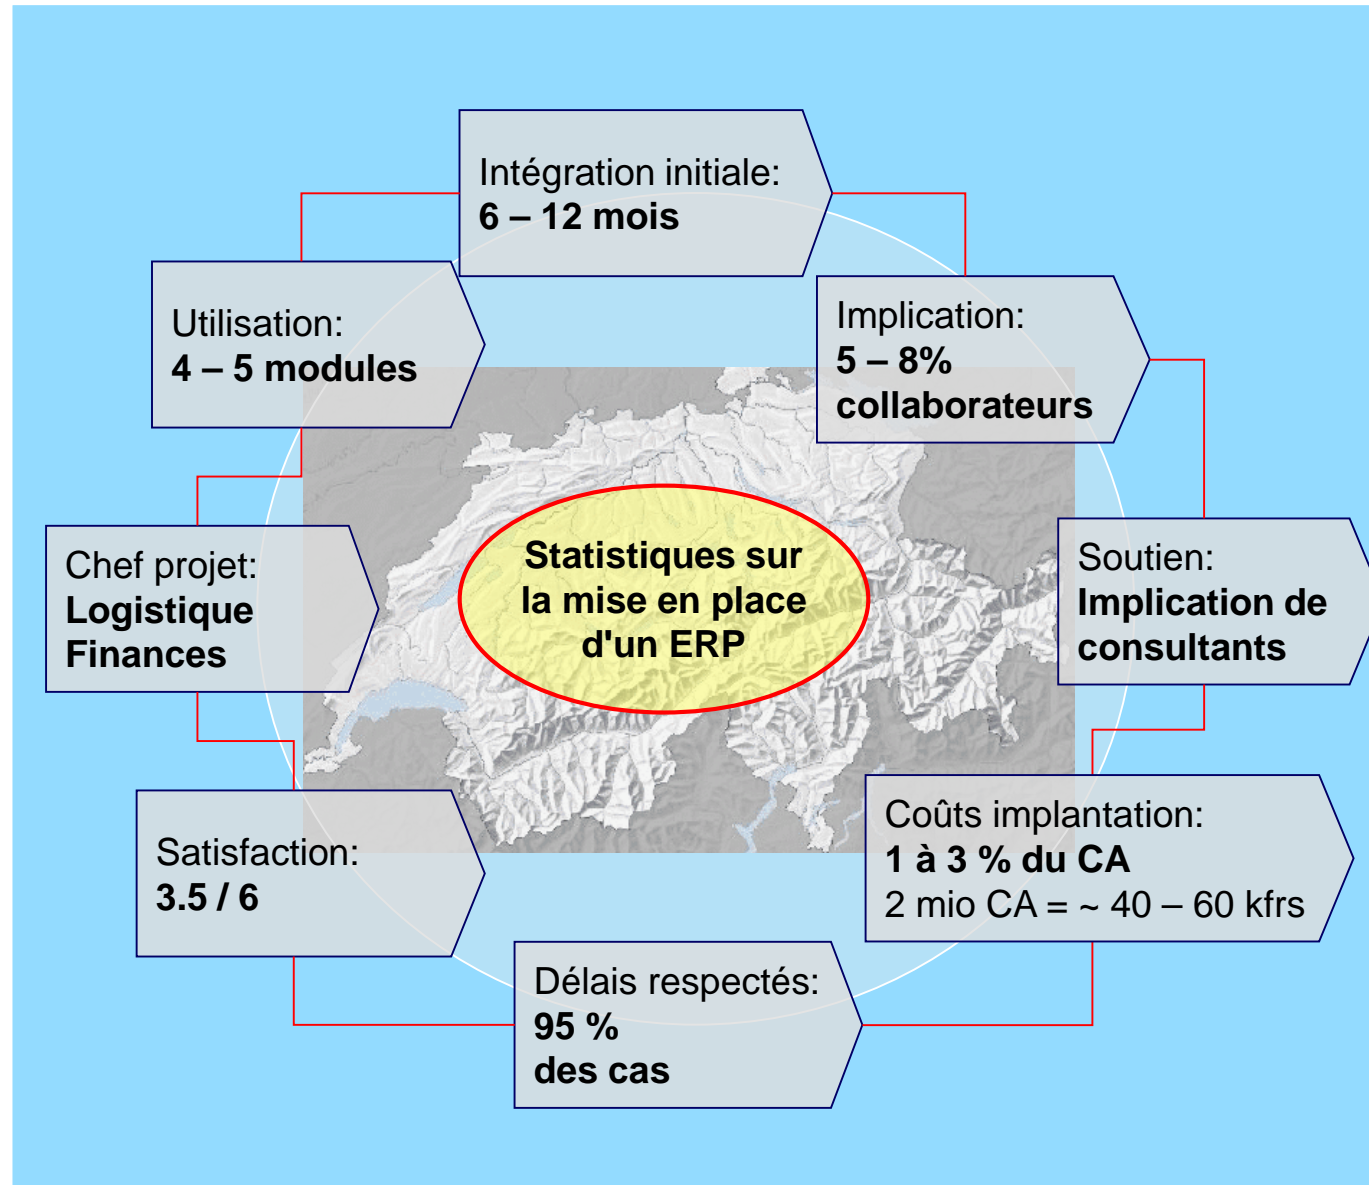 Intégration initiale:
6 – 12 mois
Utilisation:
4 – 5 modules
Implication:
5 – 8%
collaborateurs
Chef projet:
Logistique
Finances
Statistiques sur
la mise en place
d'un ERP
Soutien:
Implication de
consultants
Satisfaction:
3.5 / 6
Coûts implantation:
1 à 3 % du CA
2 mio CA = ~ 40 – 60 kfrs
Délais respectés:
95 %
des cas